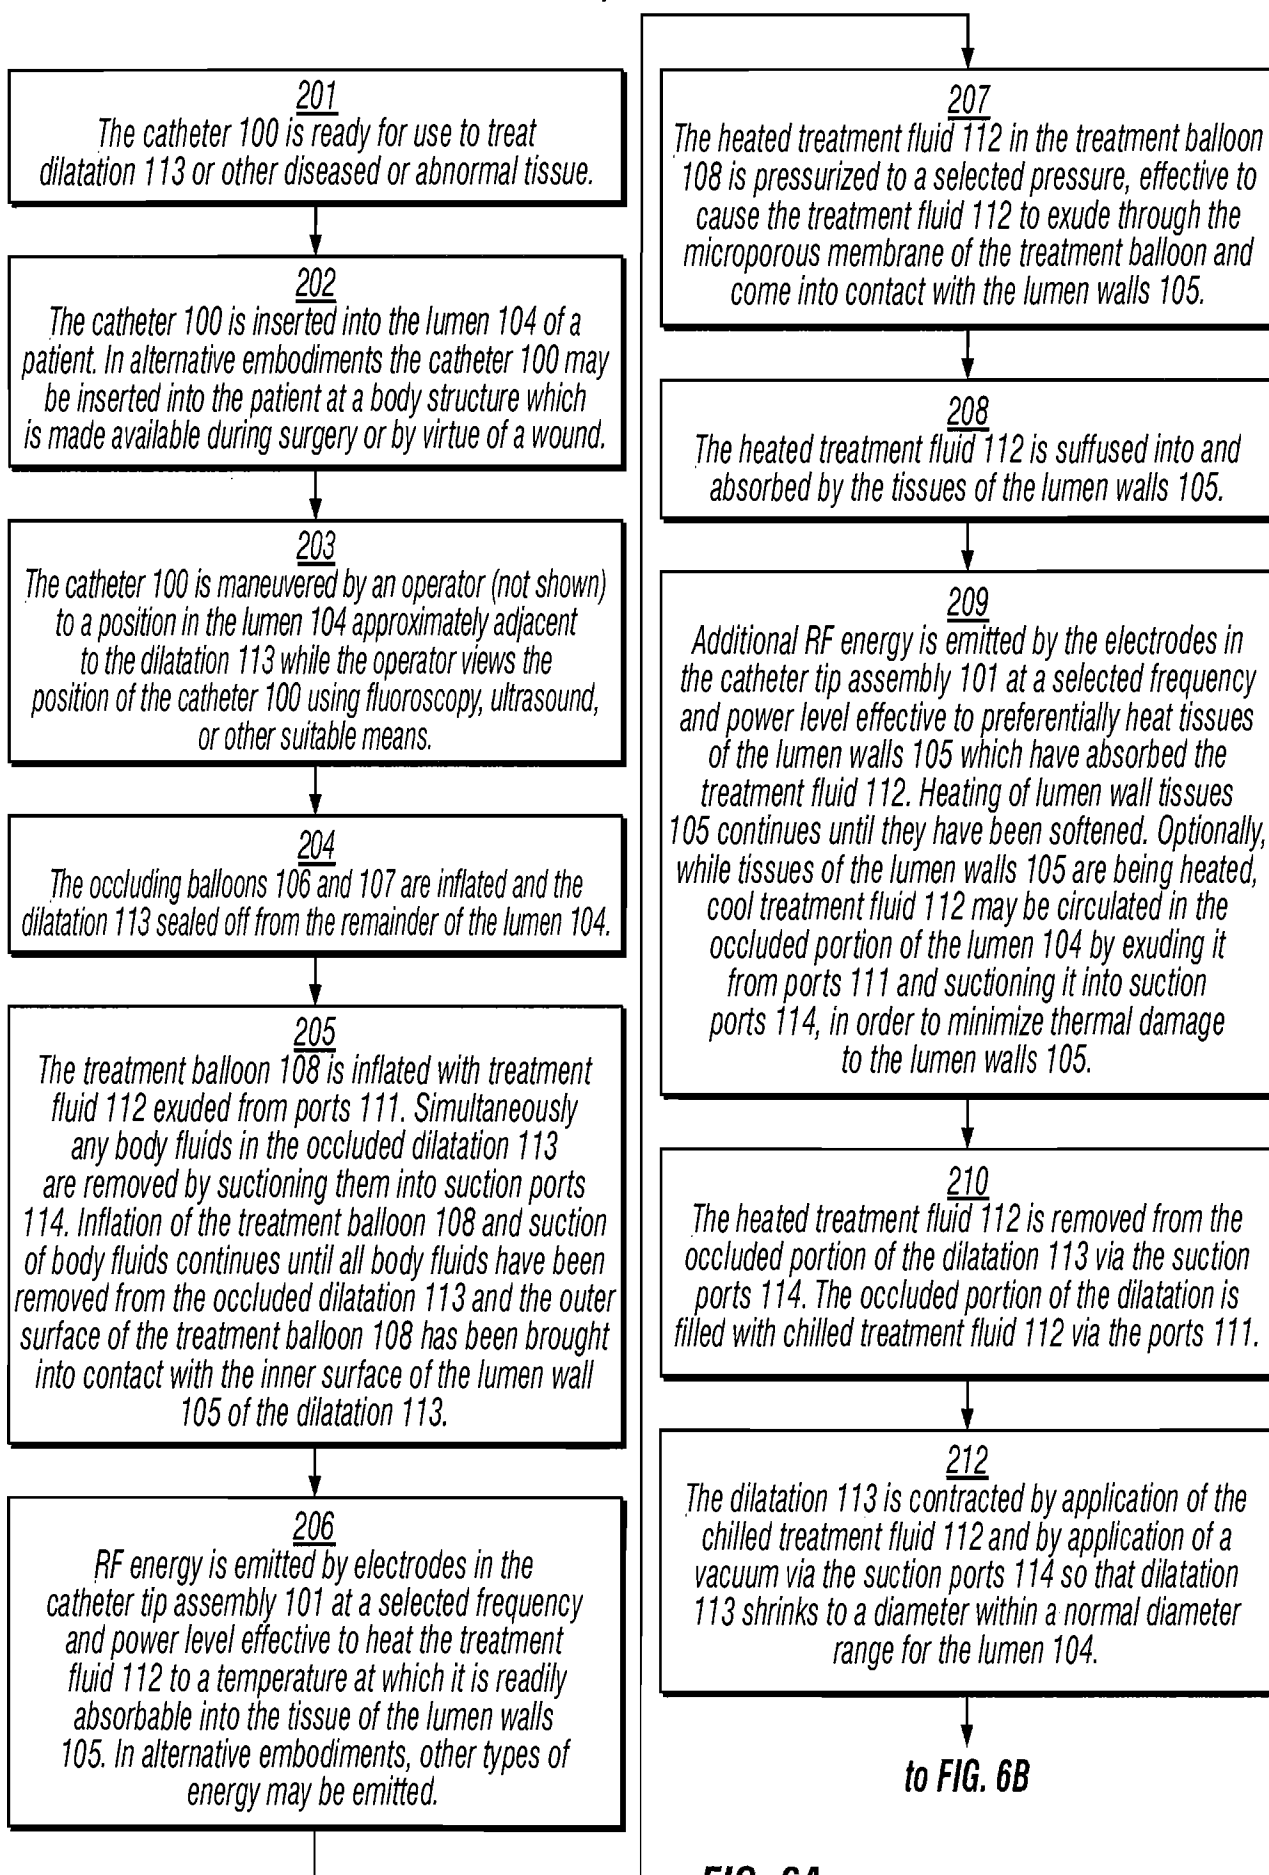 201
The catheter 100 is ready for use to treat
dilatation 113 or other diseased or abnormal tissue.
202
The catheter 100 is inserted into the lumen 104 of a
patient. In alternative embodiments the catheter 100 may
be inserted into the patient at a body structure which
is made available during surgery or by virtue of a wound.
203
The catheter 100 is maneuvered by an operator (not shown)
to a position in the lumen 104 approximately adjacent
to the dilatation 113 while the operator views the
position of the catheter 100 using fluoroscopy, ultrasound,
or other suitable means.
204
The occluding balloons 106 and 107 are inflated and the
dilatation 113 sealed off from the remainder of the lumen 104.
205
The treatment balloon 108 is inflated with treatment
fluid 112 exuded from ports 111. Simultaneously
any body fluids in the occluded dilatation 113
are removed by suctioning them into suction ports
114. Inflation of the treatment balloon 108 and suction
of body fluids continues until all body fluids have been
removed from the occluded dilatation 113 and the outer
surface of the treatment balloon 108 has been brought
into contact with the inner surface of the lumen wall
105 of the dilatation 113.
206
RF energy is emitted by electrodes in the
catheter tip assembly 101 at a selected frequency
and power level effective to heat the treatment
fluid 112 to a temperature at which it is readily
absorbable into the tissue of the lumen walls
105. In alternative embodiments, other types of
energy may be emitted.
207
The heated treatment fluid 112 in the treatment balloon
108 is pressurized to a selected pressure, effective to
cause the treatment fluid 112 to exude through the
microporous membrane of the treatment balloon and
come into contact with the lumen walls 105.
208
The heated treatment fluid 112 is suffused into and
absorbed by the tissues of the lumen walls 105.
209
Additional RF energy is emitted by the electrodes in
the catheter tip assembly 101 at a selected frequency
and power level effective to preferentially heat tissues
of the lumen walls 105 which have absorbed the
treatment fluid 112. Heating of lumen wall tissues
105 continues until they have been softened. Optionally,
while tissues of the lumen walls 105 are being heated,
cool treatment fluid 112 may be circulated in the
occluded portion of the lumen 104 by exuding it
from ports 111 and suctioning it into suction
ports 114, in order to minimize thermal damage
to the lumen walls 105.
210
The heated treatment fluid 112 is removed from the
occluded portion of the dilatation 113 via the suction
ports 114. The occluded portion of the dilatation is
filled with chilled treatment fluid 112 via the ports 111.
212
The dilatation 113 is contracted by application of the
chilled treatment fluid 112 and by application of a
vacuum via the suction ports 114 so that dilatation
113 shrinks to a diameter within a normal diameter
range for the lumen 104.
to FIG. 6B